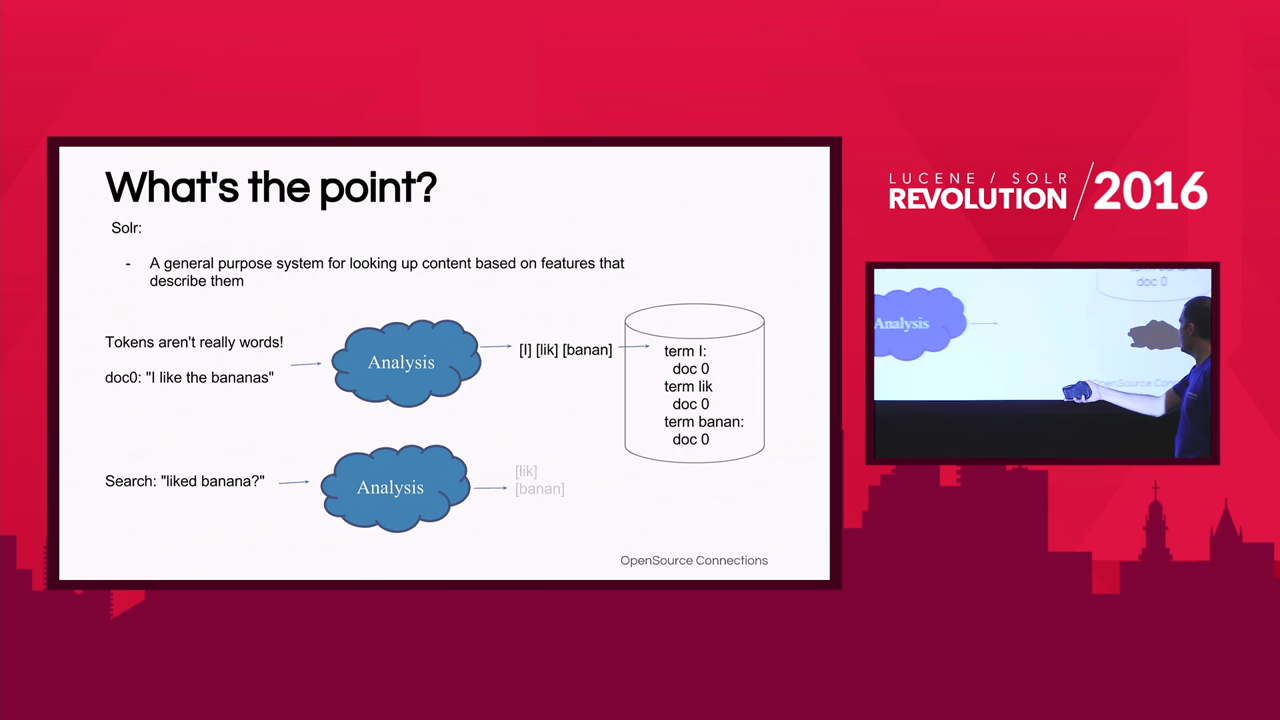 What's the point?
Solr:
- A general purpose system for looking up content based on features that
describe them
Tokens aren't really words!
doc0: "I like the bananas"
Analysis
[I] [lik] [banan]
term I:
doc 0
term lik
doc 0
term banan:
doc 0
Search: "liked banana?"
Analysis
[lik]
[banan]
OpenSource Connections
LUCENE / SOLR
REVOLUTION / 2016
Analysis
doc 0